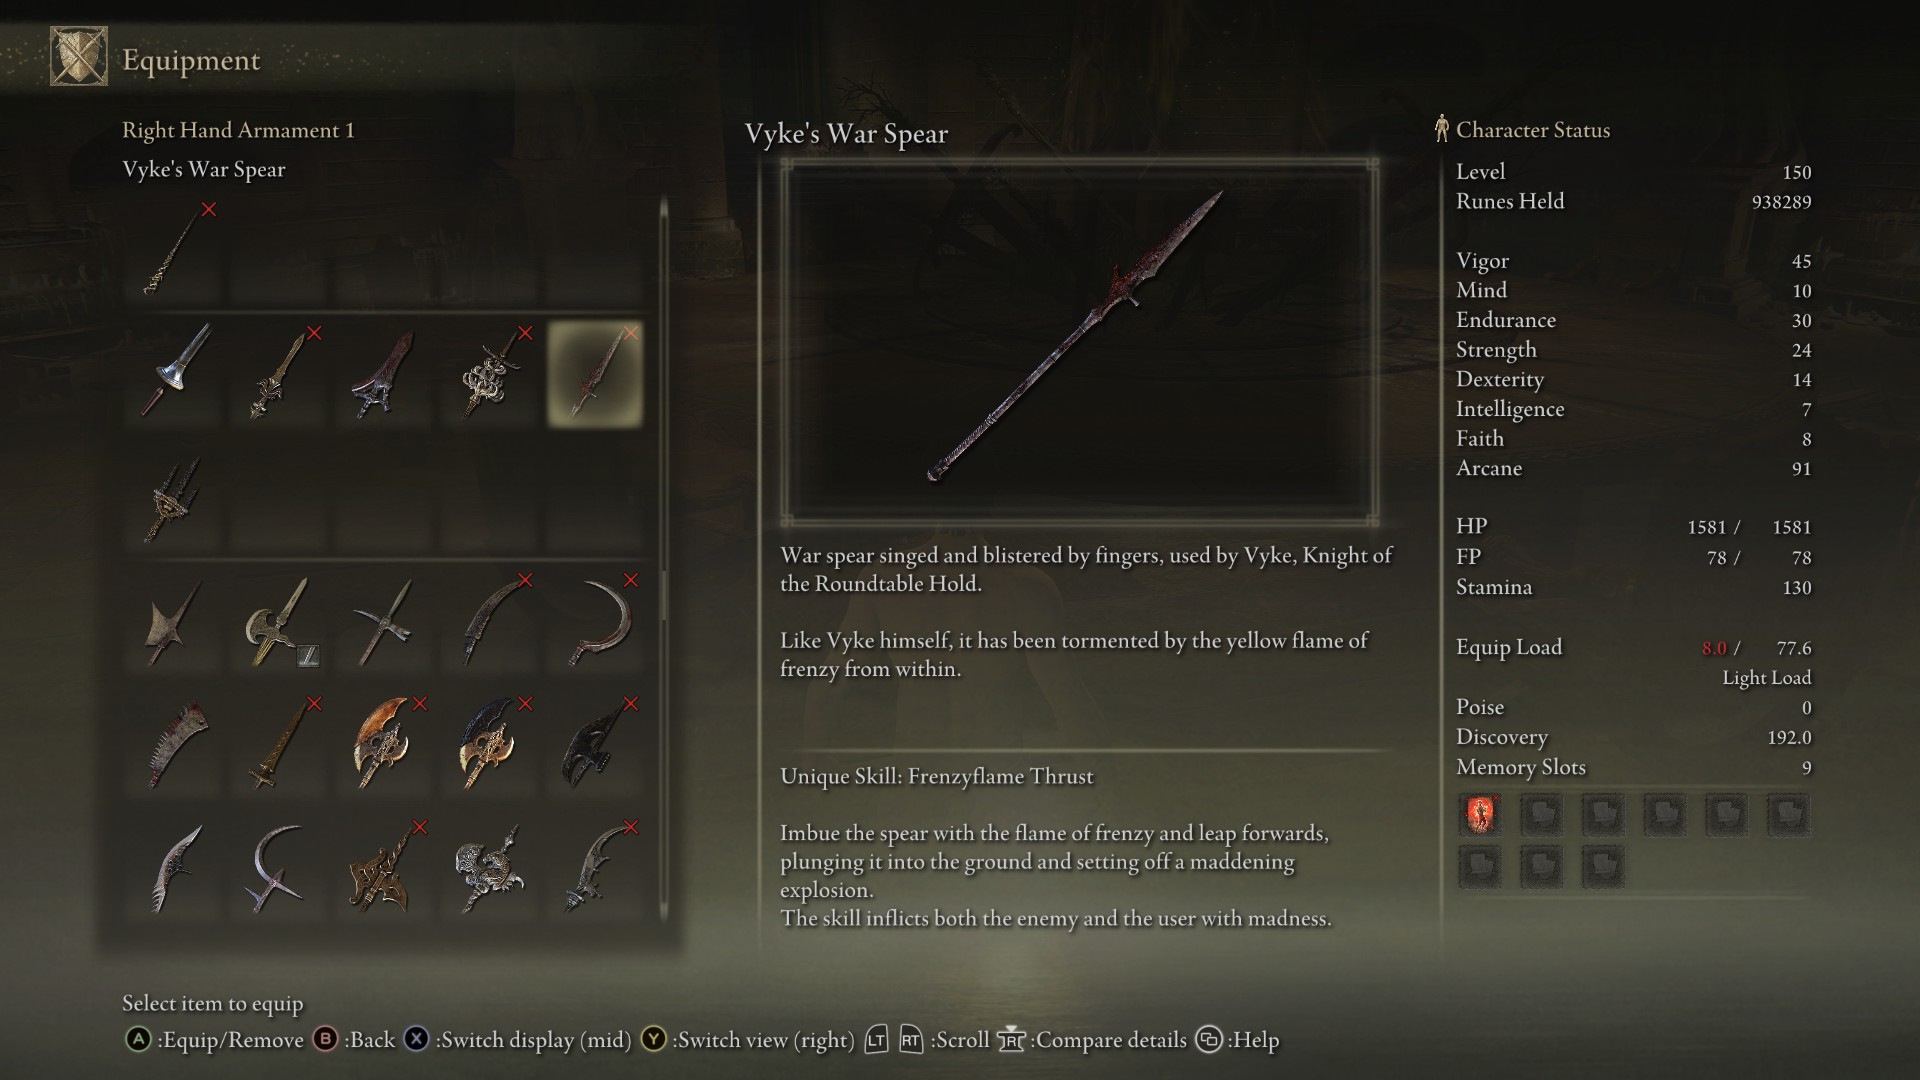 Equipment
Right Hand Armament 1
Vyke's War Spear
Vyke's War Spear
War spear singed and blistered by fingers, used by Vyke, Knight of
the Roundtable Hold.
Like Vyke himself, it has been tormented by the yellow flame of
frenzy from within.
Unique Skill: Frenzyflame Thrust
Imbue the spear with the flame of frenzy and leap forwards,
plunging it into the ground and setting off a maddening
explosion.
The skill inflicts both the enemy and the user with madness.
Character Status
Level 150
Runes Held 938289
Vigor 45
Mind 10
Endurance 30
Strength 24
Dexterity 14
Intelligence 7
Faith 8
Arcane 91
HP 1581 / 1581
FP 78 / 78
Stamina 130
Equip Load 8.0 / 77.6
Light Load
Poise 0
Discovery 192.0
Memory Slots 9
Select item to equip
A :Equip/Remove B :Back X :Switch display (mid) Y :Switch view (right) LT RT :Scroll R :Compare details :Help